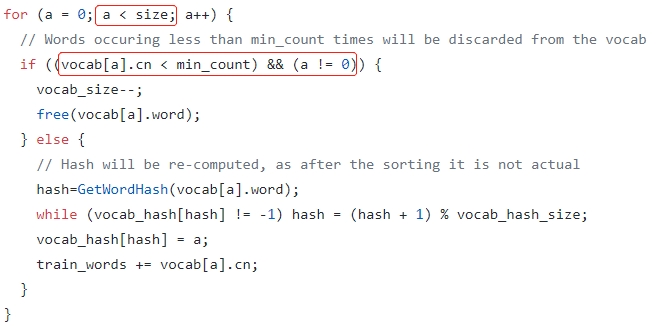 for (a = 0; a < size; a++) {
  // Words occuring less than min_count times will be discarded from the vocab
  if ((vocab[a].cn < min_count) && (a != 0)) {
    vocab_size--;
    free(vocab[a].word);
  } else {
    // Hash will be re-computed, as after the sorting it is not actual
    hash=GetWordHash(vocab[a].word);
    while (vocab_hash[hash] != -1) hash = (hash + 1) % vocab_hash_size;
    vocab_hash[hash] = a;
    train_words += vocab[a].cn;
  }
}